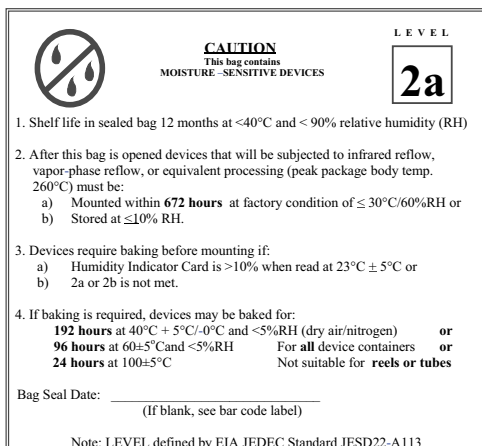 LEVEL
CAUTION
This bag contains
MOISTURE –SENSITIVE DEVICES
2a
1. Shelf life in sealed bag 12 months at <40°C and < 90% relative humidity (RH)
2. After this bag is opened devices that will be subjected to infrared reflow,
vapor-phase reflow, or equivalent processing (peak package body temp.
260°C) must be:
a) Mounted within 672 hours at factory condition of ≤ 30°C/60%RH or
b) Stored at ≤10% RH.
3. Devices require baking before mounting if:
a) Humidity Indicator Card is >10% when read at 23°C ± 5°C or
b) 2a or 2b is not met.
4. If baking is required, devices may be baked for:
192 hours at 40°C + 5°C/-0°C and <5%RH (dry air/nitrogen) or
96 hours at 60±5°Cand <5%RH For all device containers or
24 hours at 100±5°C Not suitable for reels or tubes
Bag Seal Date: ________________________________
(If blank, see bar code label)
Note: LEVEL defined by EIA JEDEC Standard JESD22-A113